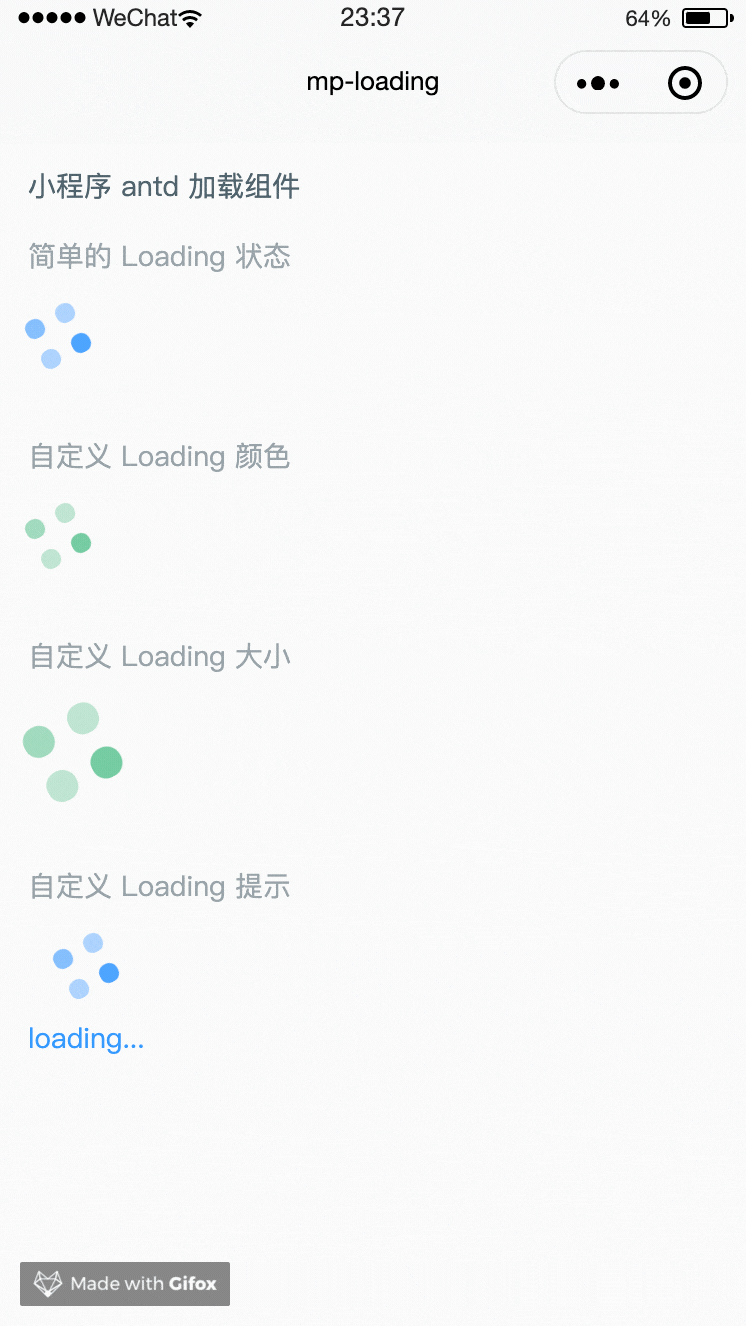 WeChat 23:37 64%
mp-loading
小程序 antd 加载组件
简单的 Loading 状态
自定义 Loading 颜色
自定义 Loading 大小
自定义 Loading 提示
loading...
Made with Gifox